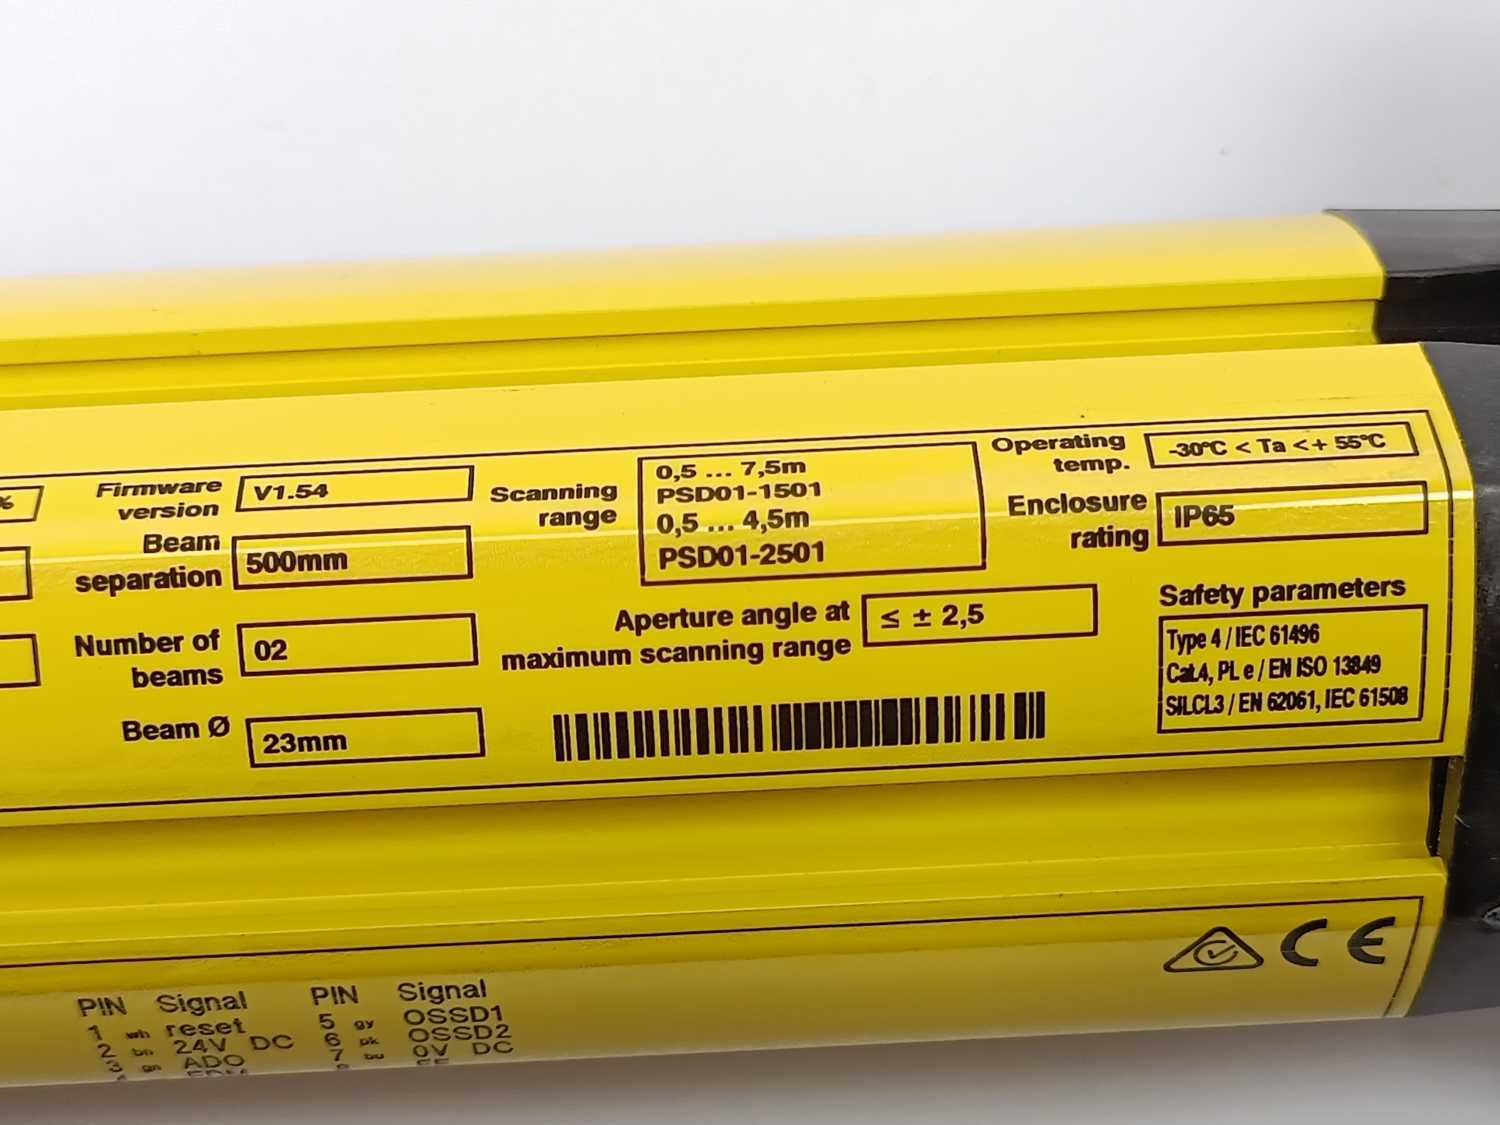 %
Firmware version
V1.54
Beam separation
500mm
Number of beams
02
Beam Ø
23mm
Scanning range
0,5 ... 7,5m
PSD01-1501
0,5 ... 4,5m
PSD01-2501
Aperture angle at
maximum scanning range
≤ ± 2,5
Operating temp.
-30°C < Ta <+ 55°C
Enclosure rating
IP65
Safety parameters
Type 4 / IEC 61496
Cat.4, PL e / EN ISO 13849
SILCL3 / EN 62061, IEC 61508
CE
PIN Signal PIN Signal
1 wh reset 5 gy OSSD1
2 bn 24V DC 6 pk OSSD2
3 gn ADO 7 bu 0V DC